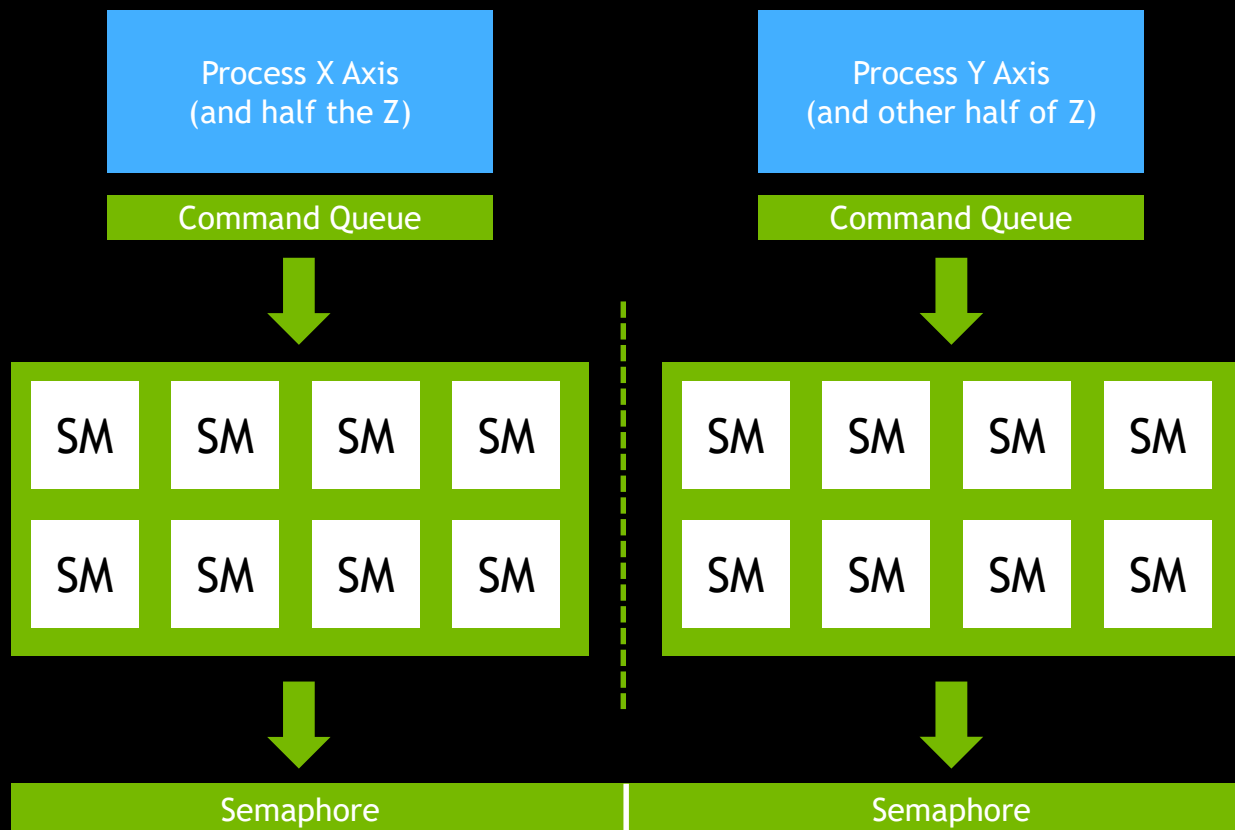 Process X Axis
(and half the Z)
Process Y Axis
(and other half of Z)
Command Queue
Command Queue
SM SM SM SM
SM SM SM SM
SM SM SM SM
SM SM SM SM
Semaphore
Semaphore